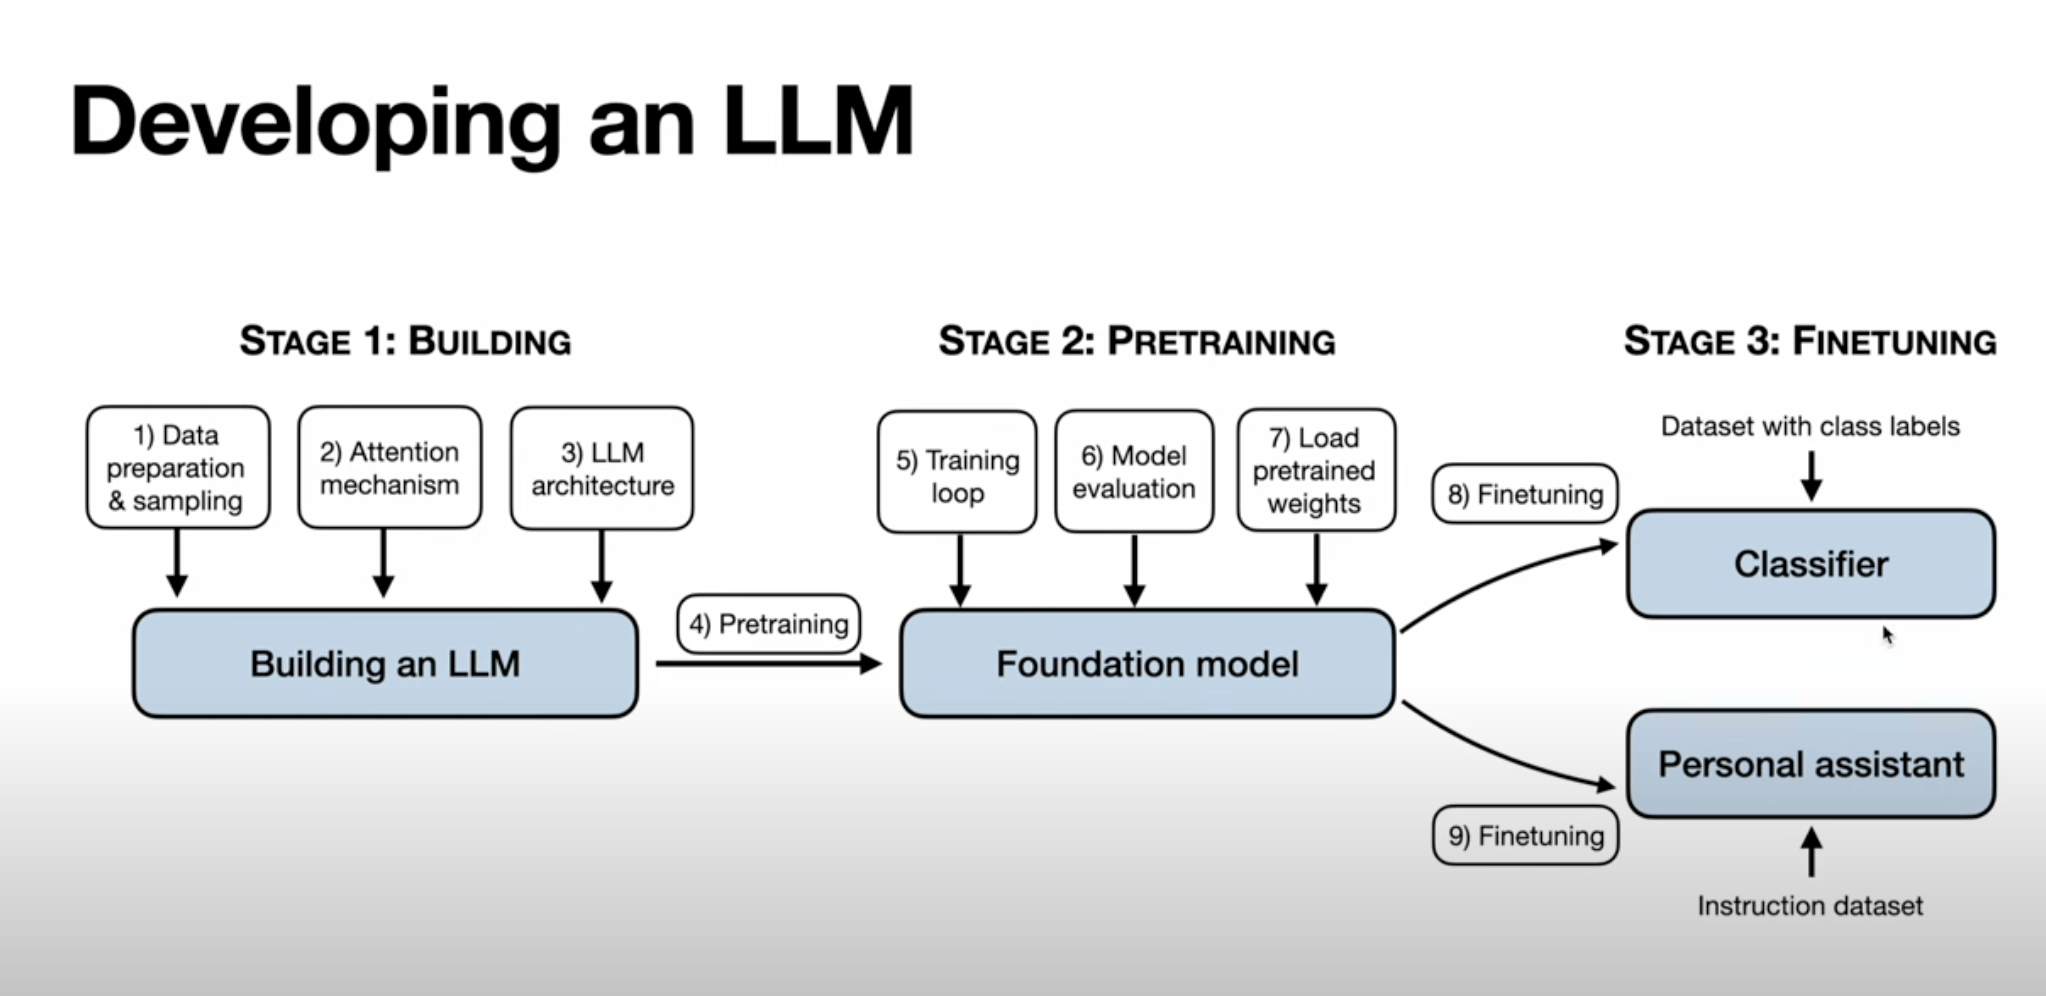 Developing an LLM
STAGE 1: BUILDING
1) Data
preparation
& sampling
2) Attention
mechanism
3) LLM
architecture
Building an LLM
4) Pretraining
STAGE 2: PRETRAINING
5) Training
loop
6) Model
evaluation
7) Load
pretrained
weights
Foundation model
STAGE 3: FINETUNING
8) Finetuning
Dataset with class labels
Classifier
9) Finetuning
Personal assistant
Instruction dataset